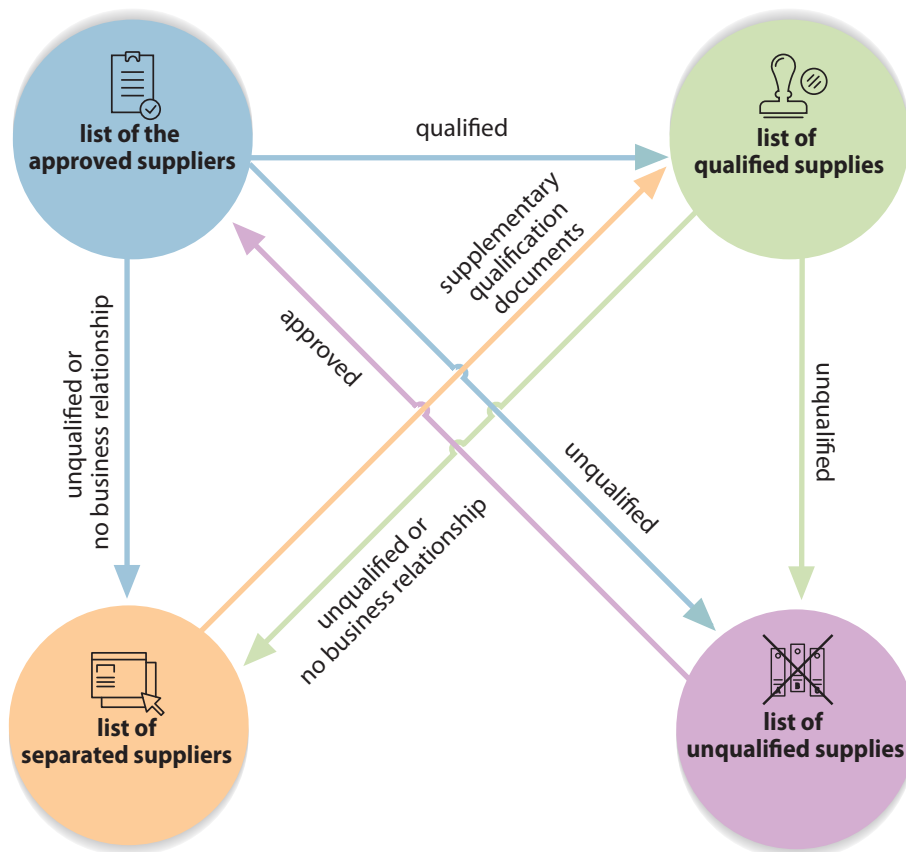 list of the
approved suppliers
qualified
list of
qualified supplies
supplementary
qualification
documents
approved
unqualified or
no business relationship
unqualified
unqualified
unqualified or
no business relationship
list of
separated suppliers
list of
unqualified supplies